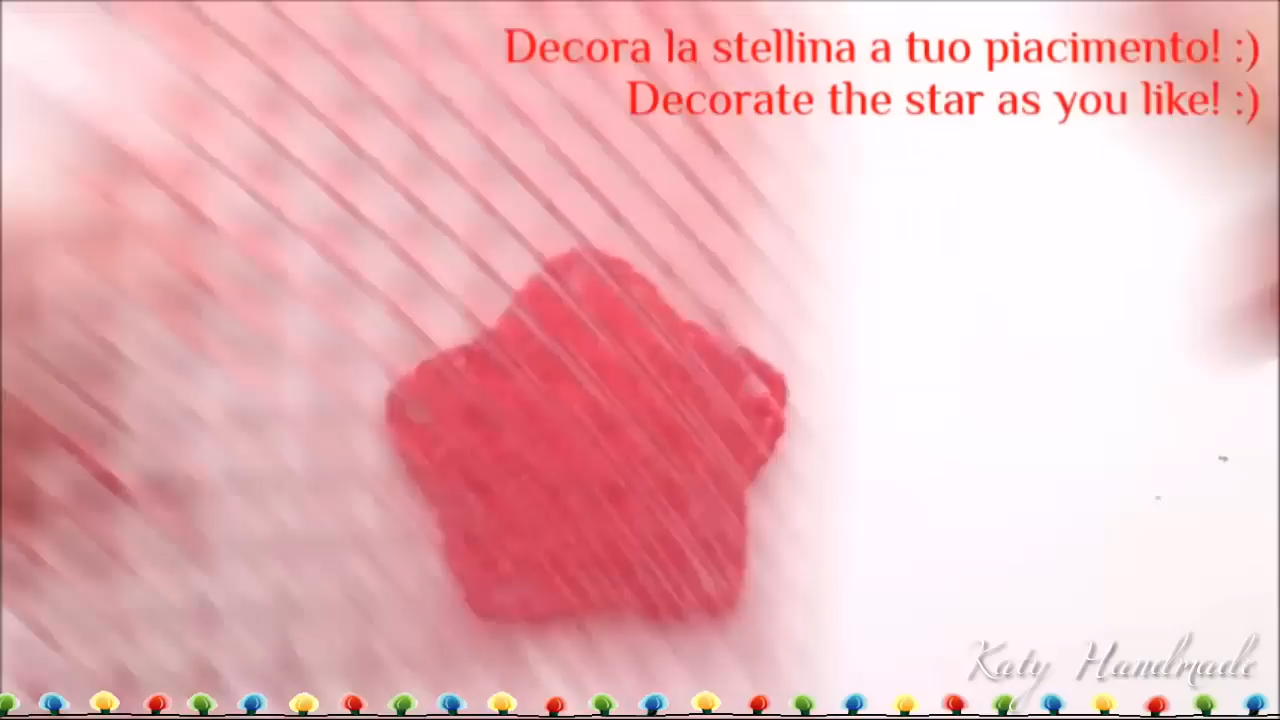 Decora la stellina a tuo piacimento! :)
Decorate the star as you like! :)
Katy Handmade